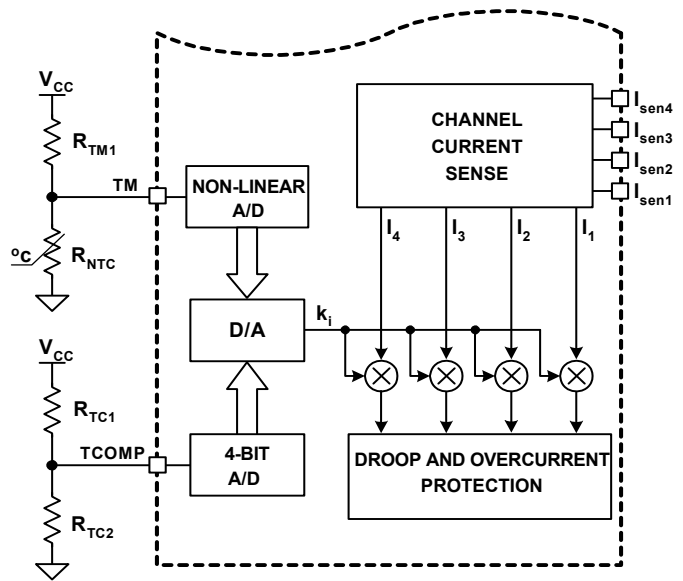 VCC
RTM1
TM
NON-LINEAR
A/D
oc
RNTC
CHANNEL
CURRENT
SENSE
Isen4
Isen3
Isen2
Isen1
I4
I3
I2
I1
D/A
ki
VCC
RTC1
TCOMP
4-BIT
A/D
RTC2
DROOP AND OVERCURRENT
PROTECTION